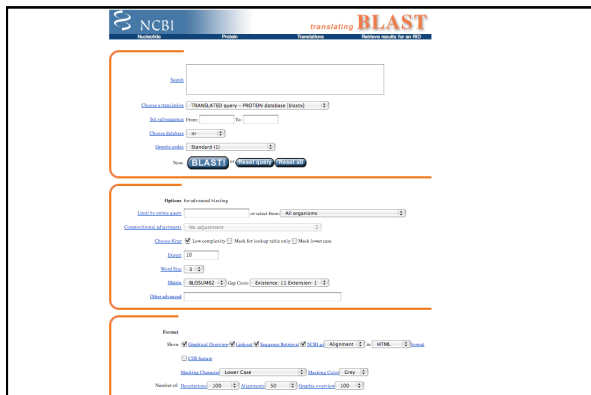 NCBI translating BLAST
Nucleotide Protein Translations Retrieve results for an RID
Search
Choose a translation TRANSLATED query - PROTEIN database [blastx]
Set subsequence From: To:
Choose database nr
Genetic codes Standard (1)
Now: BLAST! or Reset query Reset all
Options for advanced blasting
Limit by entrez query or select from: All organisms
Compositional adjustments No adjustment
Choose filter Low complexity Mask for lookup table only Mask lower case
Expect 10
Word Size 3
Matrix BLOSUM62 Gap Costs Existence: 11 Extension: 1
Other advanced
Format
Show Graphical Overview Linkout Sequence Retrieval NCBI-gi Alignment in HTML format
CDS feature
Masking Character Lower Case Masking Color Grey
Number of: Descriptions 100 Alignments 50 Graphic overview 100